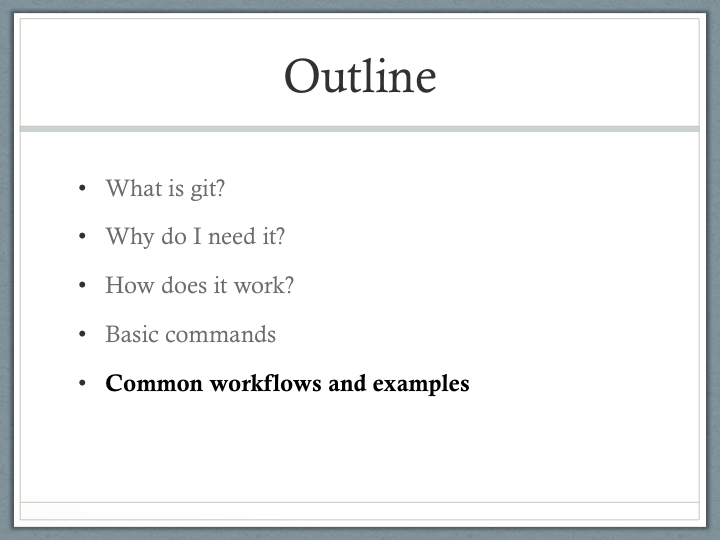 Outline
• What is git?
• Why do I need it?
• How does it work?
• Basic commands
• Common workflows and examples